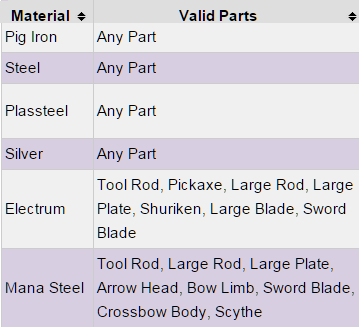 Material Valid Parts
Pig Iron Any Part
Steel Any Part
Plassteel Any Part
Silver Any Part
Electrum Tool Rod, Pickaxe, Large Rod, Large
Plate, Shuriken, Large Blade, Sword
Blade
Mana Steel Tool Rod, Large Rod, Large Plate,
Arrow Head, Bow Limb, Sword Blade,
Crossbow Body, Scythe